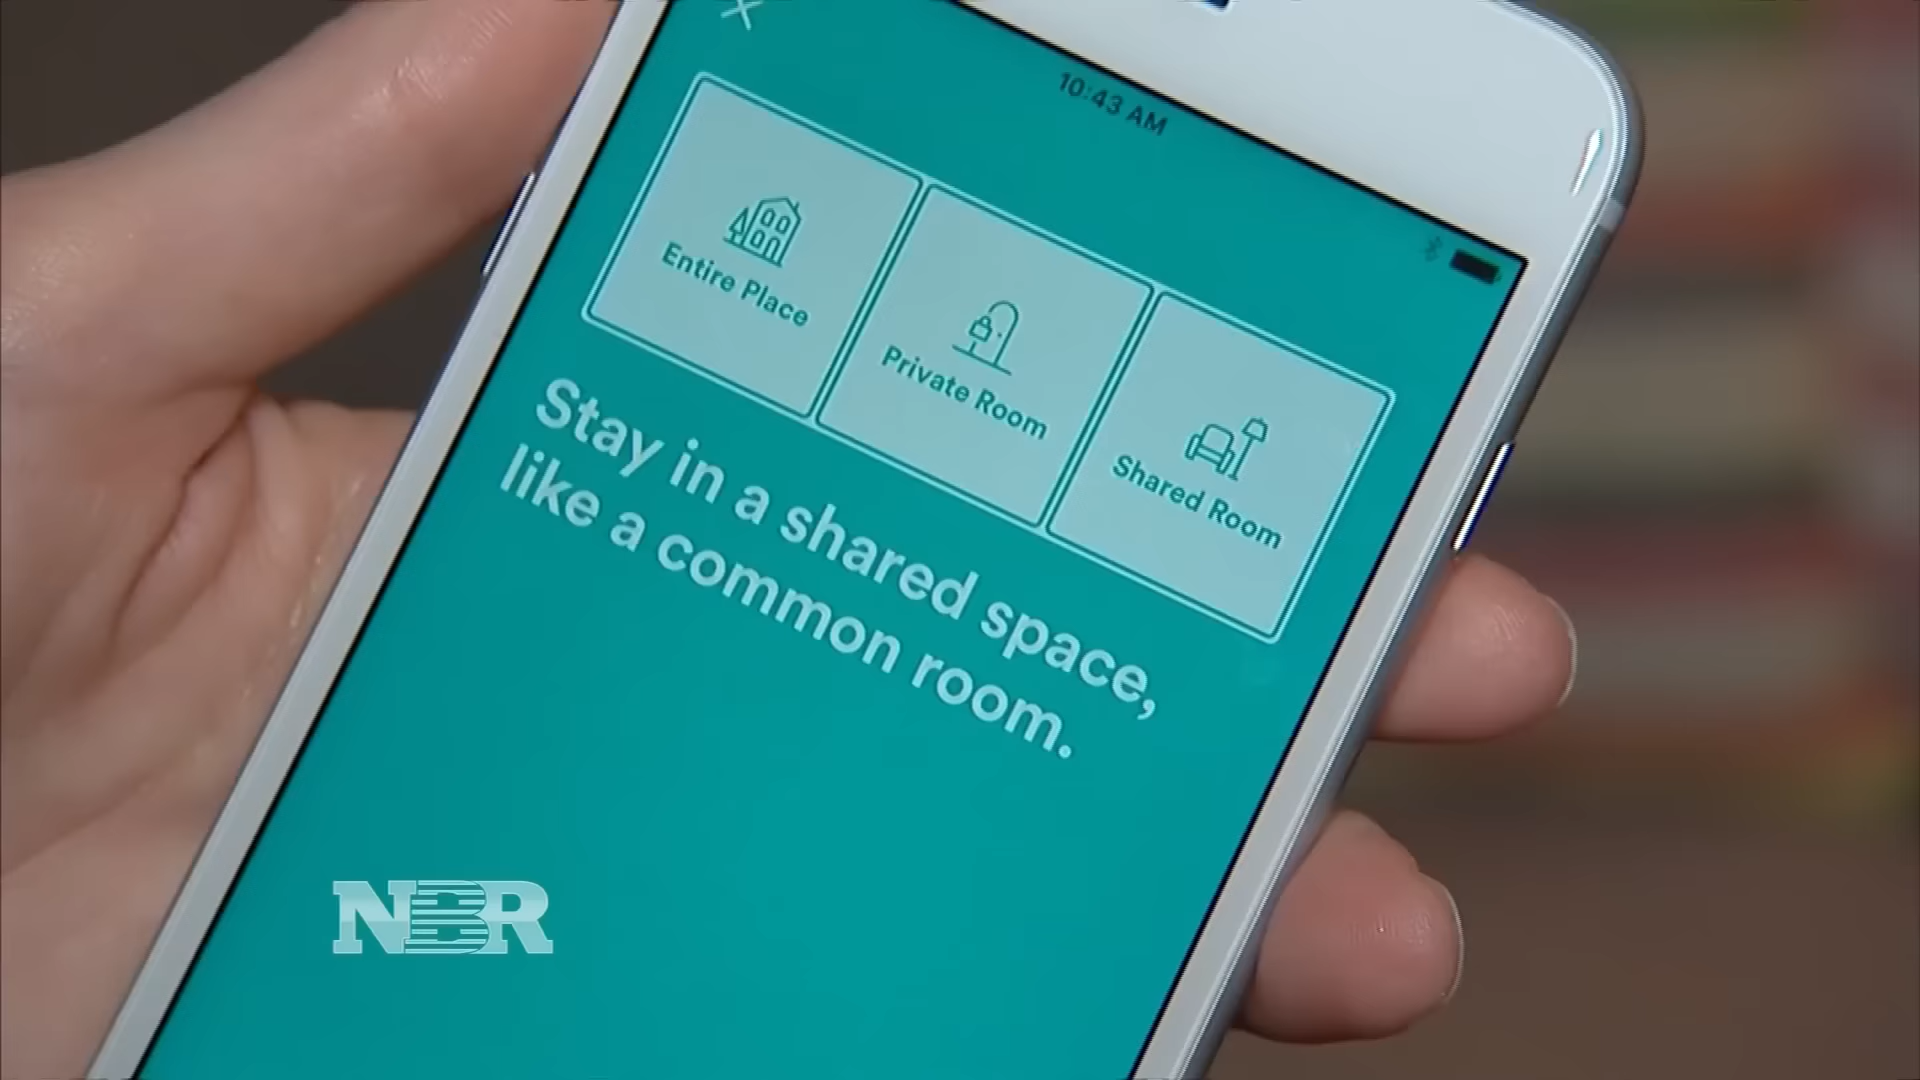 10:43 AM
Entire Place
Private Room
Shared Room
Stay in a shared space,
like a common room.
NBR